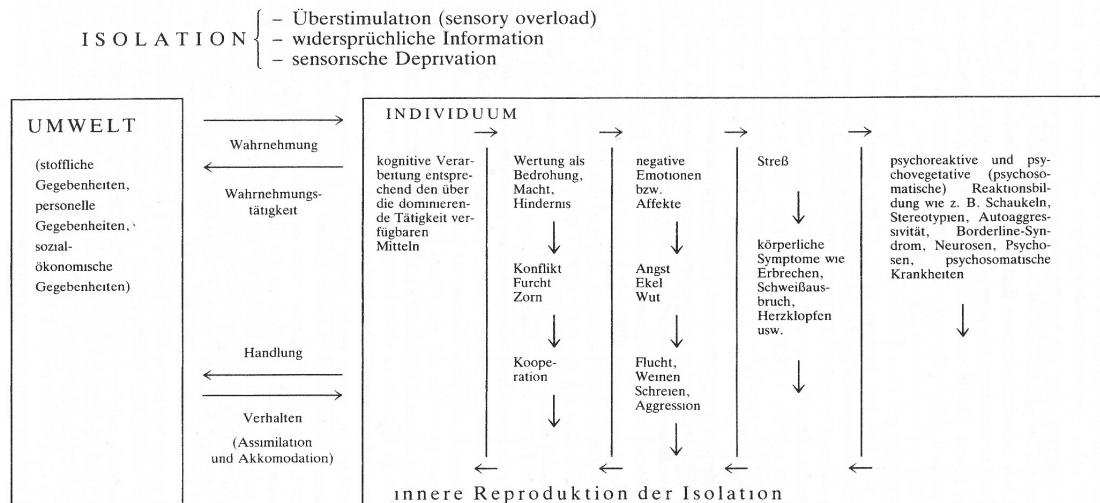 – Überstimulation (sensory overload)
ISOLATION – widersprüchliche Information
– sensorische Deprivation
UMWELT
(stoffliche
Gegebenheiten,
personelle
Gegebenheiten,
sozial-
ökonomische
Gegebenheiten)
Wahrnehmung
Wahrnehmungs-
tätigkeit
Handlung
Verhalten
(Assimilation
und Akkomodation)
INDIVIDUUM
kognitive Verar-
beitung entspre-
chend den über
die dominieren-
de Tätigkeit ver-
fügbaren
Mitteln
Wertung als
Bedrohung,
Macht,
Hindernis
Konflikt
Furcht
Zorn
Koope-
ration
negative
Emotionen
bzw.
Affekte
Angst
Ekel
Wut
Flucht,
Weinen
Schreien,
Aggression
Streß
körperliche
Symptome wie
Erbrechen,
Schweißaus-
bruch,
Herzklopfen
usw.
psychoreaktive und psy-
chovegetative (psychoso-
matische) Reaktionsbil-
dung wie z. B. Schaukeln,
Stereotypien, Autoaggres-
sivität, Borderline-Syn-
drom, Neurosen, Psycho-
sen, psychosomatische
Krankheiten
innere Reproduktion der Isolation